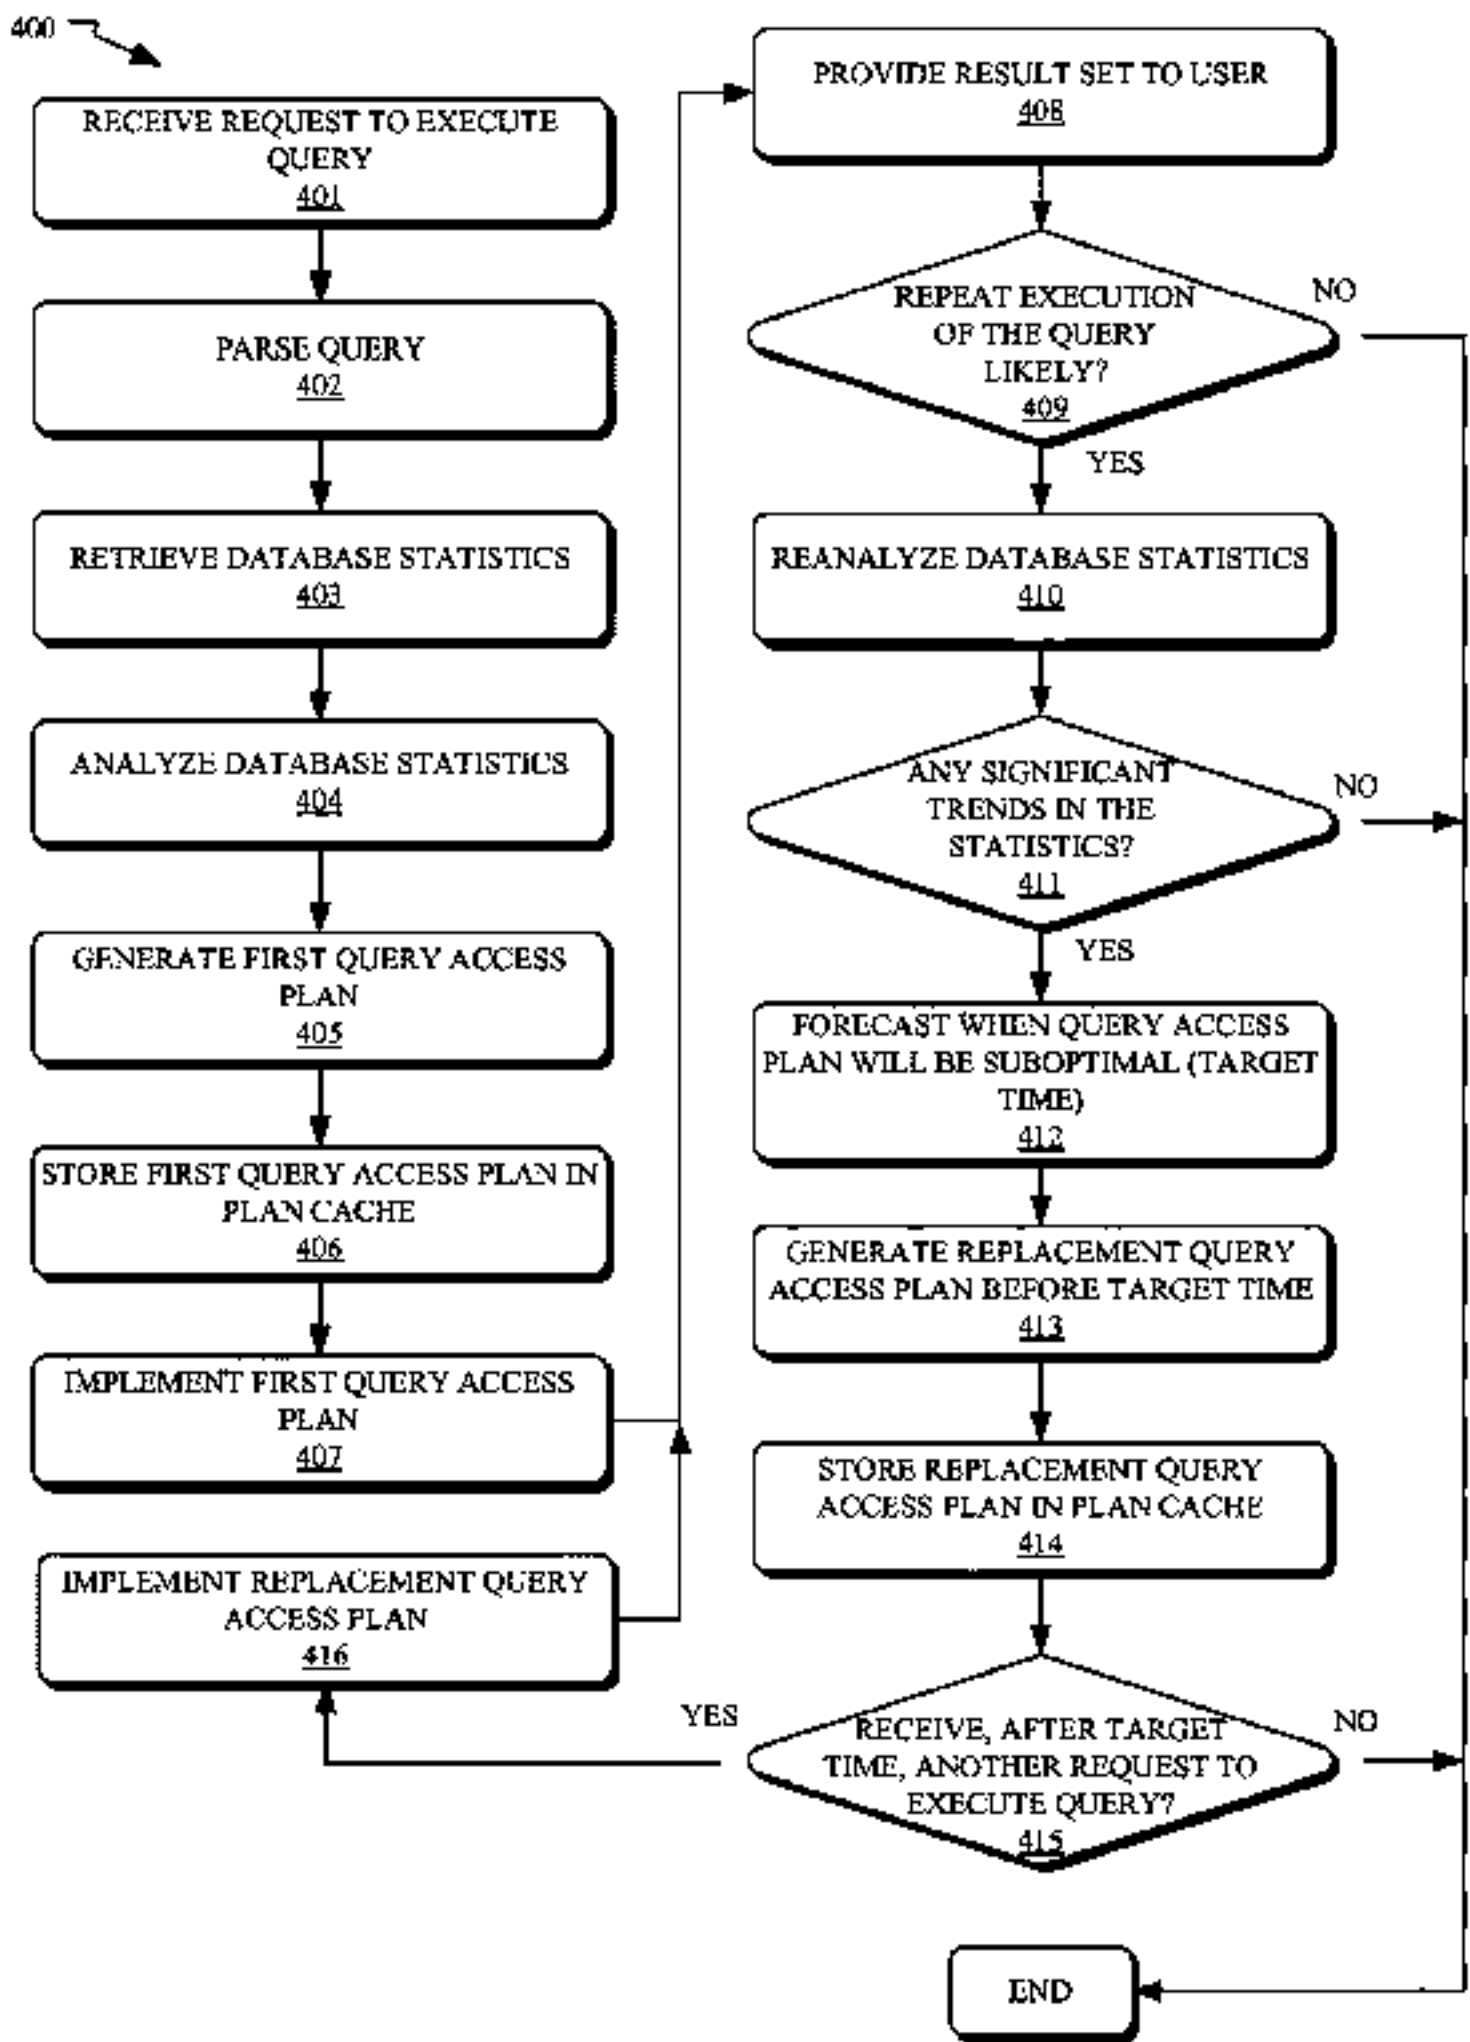 400
RECEIVE REQUEST TO EXECUTE
QUERY
401
PARSE QUERY
402
RETRIEVE DATABASE STATISTICS
403
ANALYZE DATABASE STATISTICS
404
GENERATE FIRST QUERY ACCESS
PLAN
405
STORE FIRST QUERY ACCESS PLAN IN
PLAN CACHE
406
IMPLEMENT FIRST QUERY ACCESS
PLAN
407
IMPLEMENT REPLACEMENT QUERY
ACCESS PLAN
416
PROVIDE RESULT SET TO USER
408
REPEAT EXECUTION
OF THE QUERY
LIKELY?
409
NO
YES
REANALYZE DATABASE STATISTICS
410
ANY SIGNIFICANT
TRENDS IN THE
STATISTICS?
411
NO
YES
FORECAST WHEN QUERY ACCESS
PLAN WILL BE SUBOPTIMAL (TARGET
TIME)
412
GENERATE REPLACEMENT QUERY
ACCESS PLAN BEFORE TARGET TIME
413
STORE REPLACEMENT QUERY
ACCESS PLAN IN PLAN CACHE
414
YES
RECEIVE, AFTER TARGET
TIME, ANOTHER REQUEST TO
EXECUTE QUERY?
415
NO
END